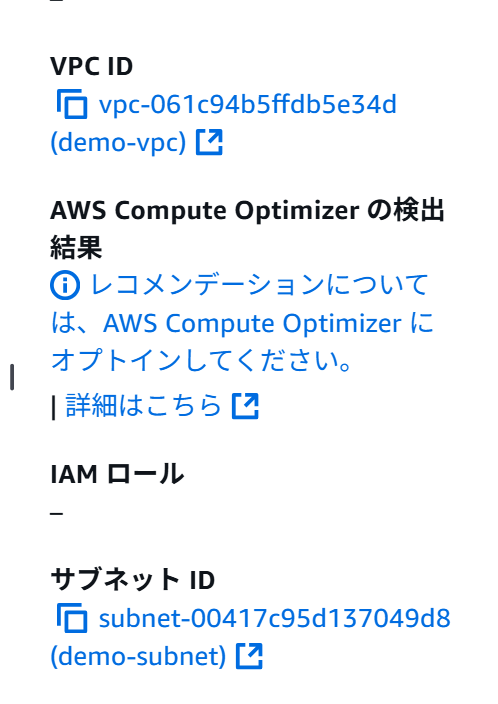 –
VPC ID
vpc-061c94b5ffdb5e34d
(demo-vpc)
AWS Compute Optimizer の検出
結果
レコメンデーションについて
は、AWS Compute Optimizer に
オプトインしてください。
| 詳細はこちら
IAM ロール
–
サブネット ID
subnet-00417c95d137049d8
(demo-subnet)